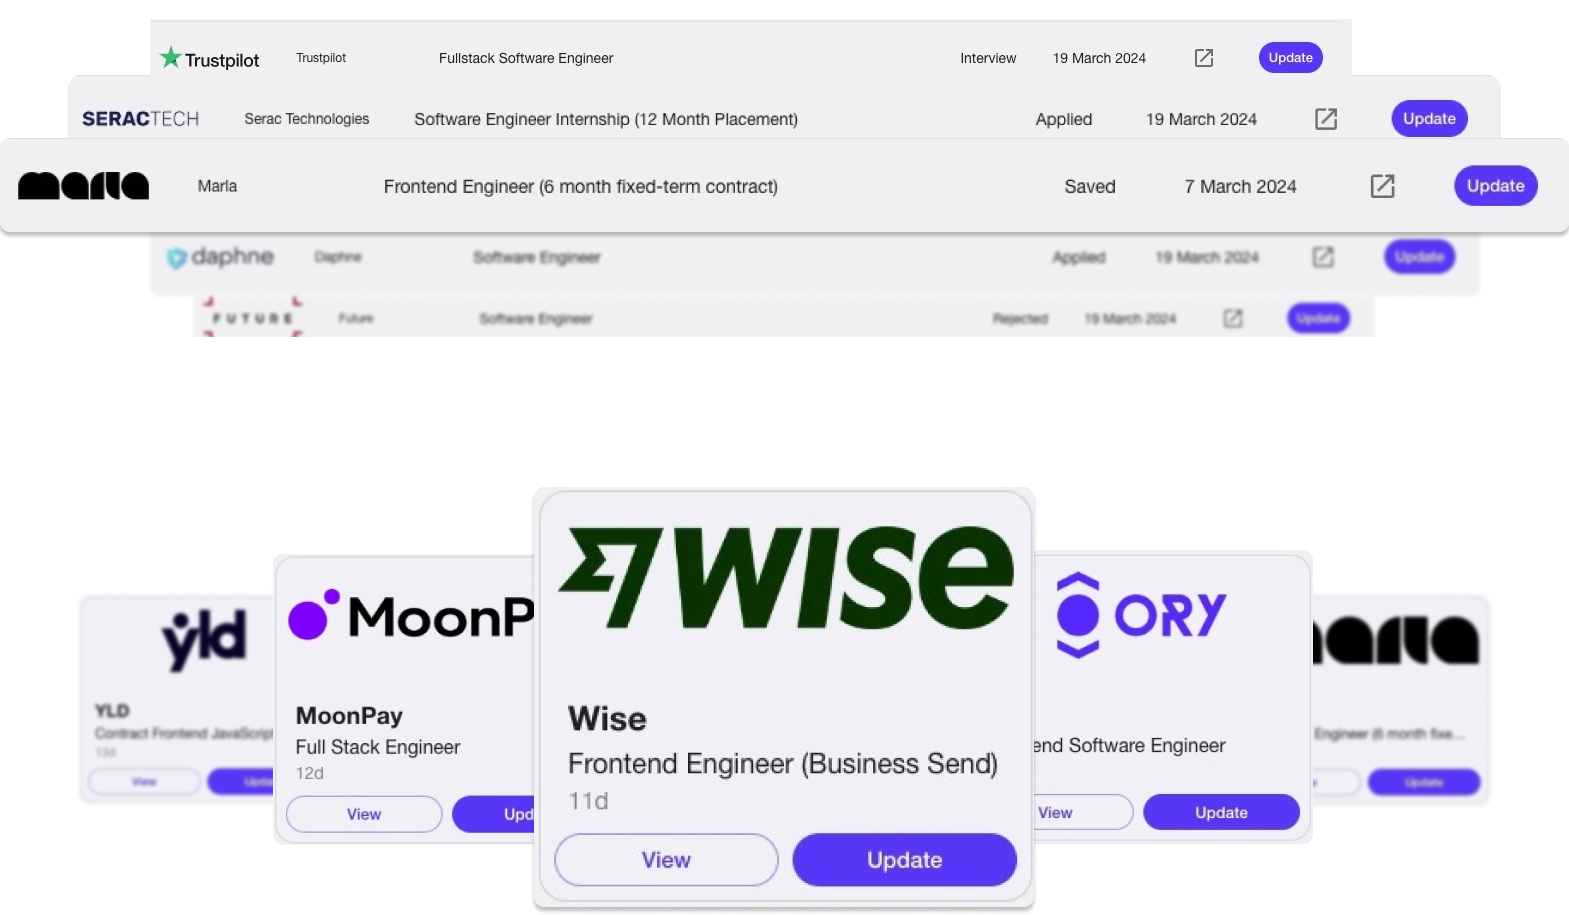 Trustpilot Trustpilot Fullstack Software Engineer Interview 19 March 2024 Update
SERACTECH Serac Technologies Software Engineer Internship (12 Month Placement) Applied 19 March 2024 Update
marla Marla Frontend Engineer (6 month fixed-term contract) Saved 7 March 2024 Update
daphne Daphne Software Engineer Applied 19 March 2024 Update
FUTURE Future Software Engineer Rejected 19 March 2024 Update
yld
YLD
Contract Frontend JavaScript
13d
View Upda
MoonP
MoonPay
Full Stack Engineer
12d
View Upd
WISE
Wise
Frontend Engineer (Business Send)
11d
View Update
ORY
end Software Engineer
View Update
arla
Engineer (6 month fixe...
Update